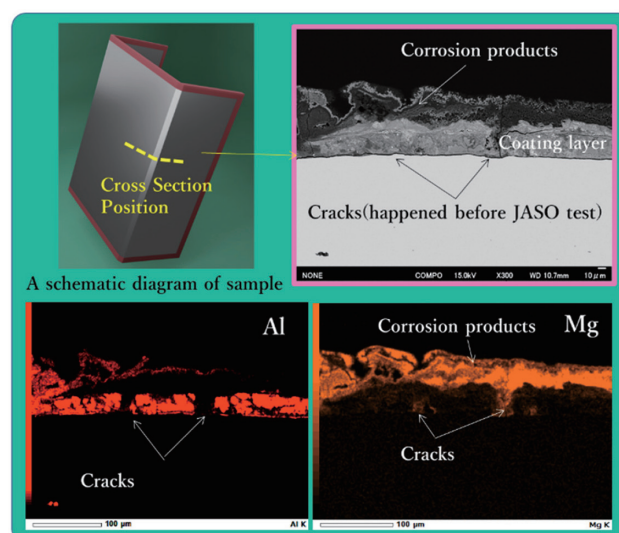 Cross Section
Position
A schematic diagram of sample
Corrosion products
Coating layer
Cracks(happened before JASO test)
NONE COMPO 15.0kV X300 WD 10.7mm 10μm
Al
Cracks
100 μm Al K
Mg
Corrosion products
Cracks
100 μm Mg K